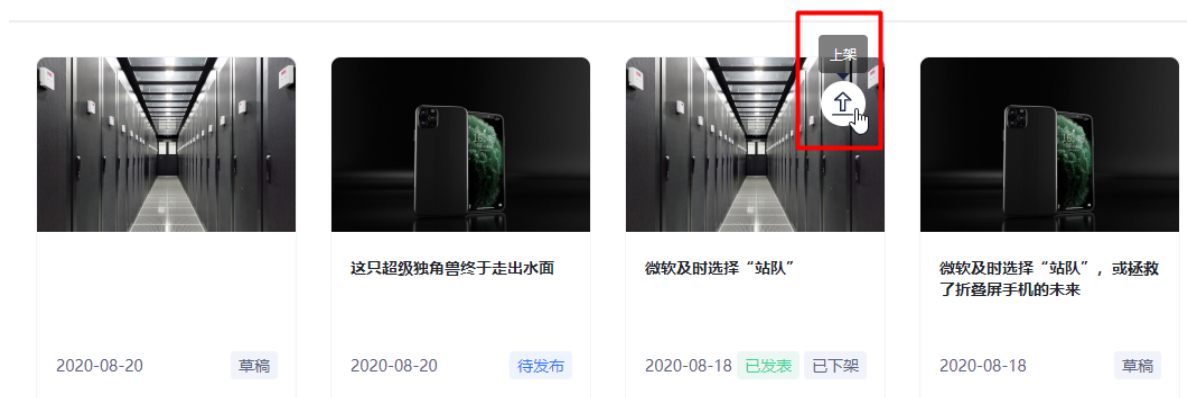 上架
这只超级独角兽终于走出水面
微软及时选择“站队”
微软及时选择“站队”，或拯救
了折叠屏手机的未来
2020-08-20 草稿
2020-08-20 待发布
2020-08-18 已发表 已下架
2020-08-18 草稿